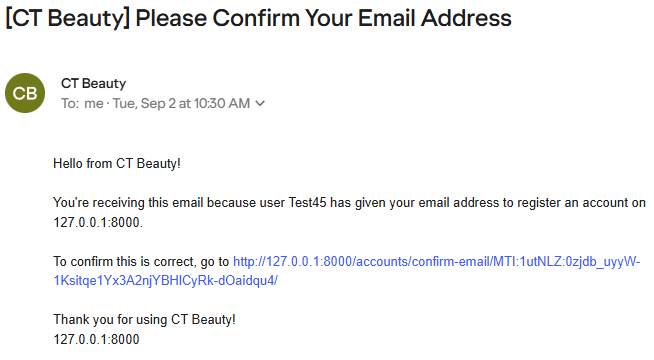 [CT Beauty] Please Confirm Your Email Address
CB
CT Beauty
To: me · Tue, Sep 2 at 10:30 AM
Hello from CT Beauty!
You're receiving this email because user Test45 has given your email address to register an account on
127.0.0.1:8000.
To confirm this is correct, go to http://127.0.0.1:8000/accounts/confirm-email/MTI:1utNLZ:0zjdb_uyyW-
1Ksitqe1Yx3A2njYBHlCyRk-dOaidqu4/
Thank you for using CT Beauty!
127.0.0.1:8000